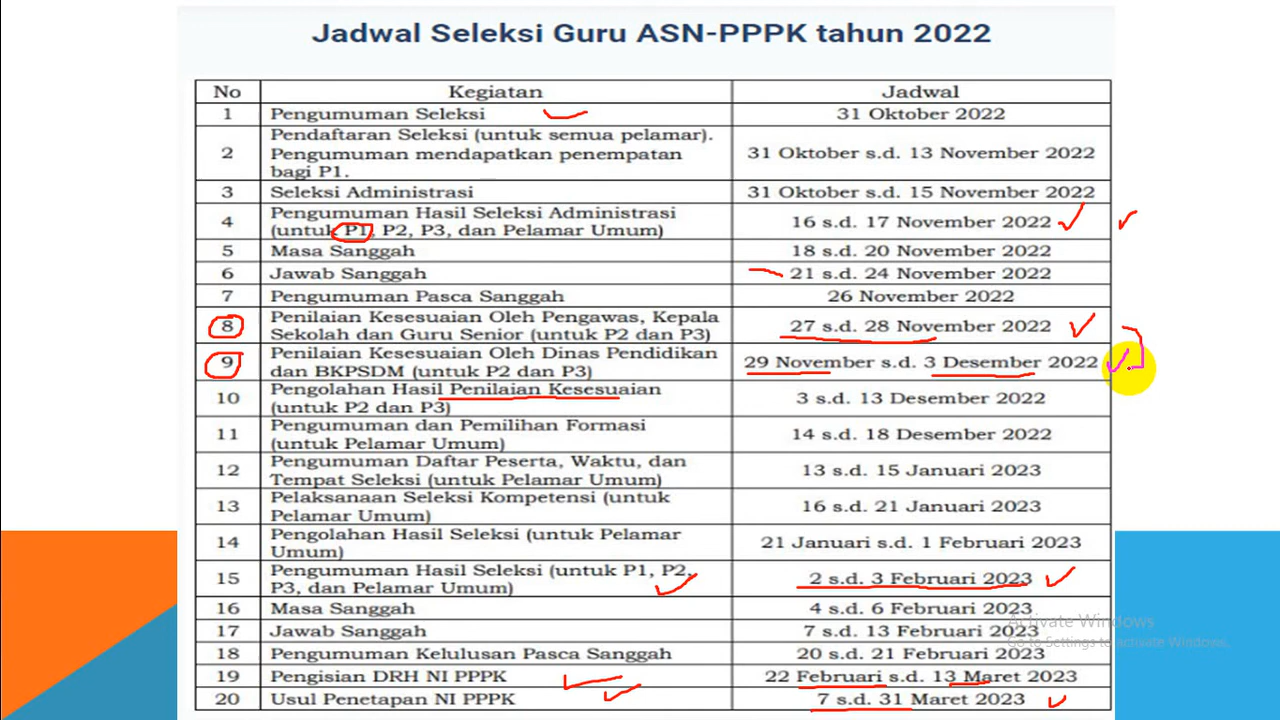 Jadwal Seleksi Guru ASN-PPPK tahun 2022
No Kegiatan Jadwal
1 Pengumuman Seleksi 31 Oktober 2022
2 Pendaftaran Seleksi (untuk semua pelamar).
Pengumuman mendapatkan penempatan
bagi P1. 31 Oktober s.d. 13 November 2022
3 Seleksi Administrasi 31 Oktober s.d. 15 November 2022
4 Pengumuman Hasil Seleksi Administrasi
(untuk P1, P2, P3, dan Pelamar Umum) 16 s.d. 17 November 2022
5 Masa Sanggah 18 s.d. 20 November 2022
6 Jawab Sanggah 21 s.d. 24 November 2022
7 Pengumuman Pasca Sanggah 26 November 2022
8 Penilaian Kesesuaian Oleh Pengawas, Kepala
Sekolah dan Guru Senior (untuk P2 dan P3) 27 s.d. 28 November 2022
9 Penilaian Kesesuaian Oleh Dinas Pendidikan
dan BKPSDM (untuk P2 dan P3) 29 November s.d. 3 Desember 2022
10 Pengolahan Hasil Penilaian Kesesuaian
(untuk P2 dan P3) 3 s.d. 13 Desember 2022
11 Pengumuman dan Pemilihan Formasi
(untuk Pelamar Umum) 14 s.d. 18 Desember 2022
12 Pengumuman Daftar Peserta, Waktu, dan
Tempat Seleksi (untuk Pelamar Umum) 13 s.d. 15 Januari 2023
13 Pelaksanaan Seleksi Kompetensi (untuk
Pelamar Umum) 16 s.d. 21 Januari 2023
14 Pengolahan Hasil Seleksi (untuk Pelamar
Umum) 21 Januari s.d. 1 Februari 2023
15 Pengumuman Hasil Seleksi (untuk P1, P2,
P3, dan Pelamar Umum) 2 s.d. 3 Februari 2023
16 Masa Sanggah 4 s.d. 6 Februari 2023
17 Jawab Sanggah 7 s.d. 13 Februari 2023
18 Pengumuman Kelulusan Pasca Sanggah 20 s.d. 21 Februari 2023
19 Pengisian DRH NI PPPK 22 Februari s.d. 13 Maret 2023
20 Usul Penetapan NI PPPK 7 s.d. 31 Maret 2023
Activate Windows
Go to Settings to activate Windows.